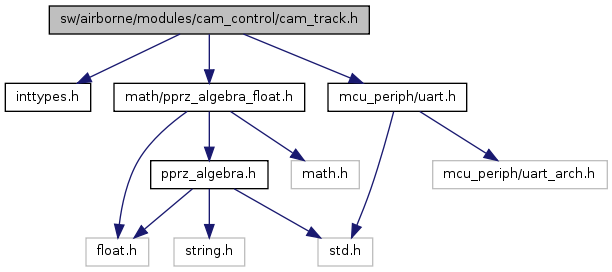 sw/airborne/modules/cam_control/cam_track.h
inttypes.h
math/pprz_algebra_float.h
mcu_periph/uart.h
pprz_algebra.h
math.h
mcu_periph/uart_arch.h
float.h
string.h
std.h